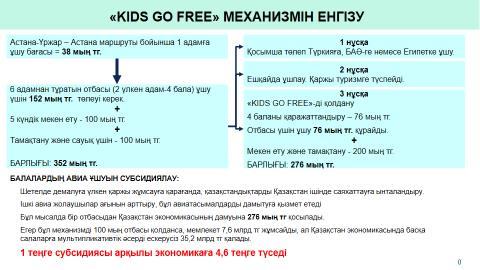 «KIDS GO FREE» МЕХАНИЗМІН ЕНГІЗУ
Астана-Үржар – Астана маршруты бойынша 1 адамға
ұшу бағасы = 38 мың тг.
6 адамнан тұратын отбасы (2 үлкен адам-4 бала) ұшу
үшін 152 мың тг. төлеуі керек.
+
5 күндік мекен ету - 100 мың тг.
+
Тамақтану және сауық үшін - 100 мың тг.
БАРЛЫҒЫ: 352 мың тг.
1 нұсқа
Қосымша төлеп Түркияға, БАӘ-ге немесе Египетке ұшу.
2 нұсқа
Ешқайда ұшпау. Қаржы туризмге түспейді.
3 нұсқа
«KIDS GO FREE»-ді қолдану
4 баланы қаражаттандыру – 76 мың тг.
Отбасы үшін ұшу 76 мың тг. құрайды.
+
Мекен ету және тамақтану - 200 мың тг.
БАРЛЫҒЫ: 276 мың тг.
БАЛАЛАРДЫҢ АВИА ҰШУЫН СУБСИДИЯЛАУ:
Шетелде демалуға үлкен қаржы жұмсауға қарағанда, қазақстандықтарды Қазақстан ішінде саяхаттауға ынталандыру.
Ішкі авиа жолаушылар ағынын арттыру, бұл авиатасымалдарды дамытуға қызмет етеді
Бұл мысалда бір отбасыдан Қазақстан экономикасының дамуына 276 мың тг қосылады.
Егер бұл механизмді 100 мың отбасы қолданса, мемлекет 7,6 млрд тг жұмсайды, ал Қазақстан экономикасында басқа
салаларға мультипликативтік әсерді ескерусіз 35,2 млрд тг қалады.
1 теңге субсидиясы арқылы экономикаға 4,6 теңге түседі
0